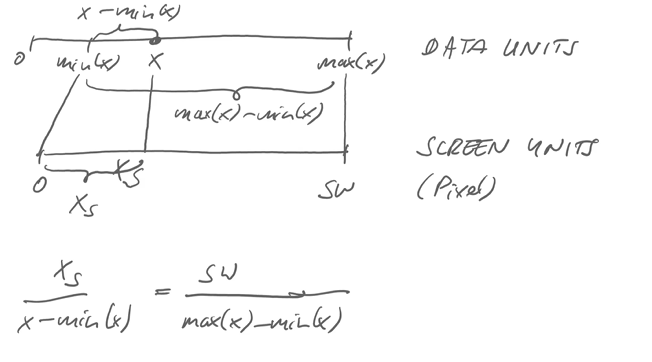 x-min(x)
0 min(x) x max(x) DATA UNITS
max(x)-min(x)
SCREEN UNITS
0 xs SW (Pixel)
xs
xs = SW
x-min(x) max(x)-min(x)